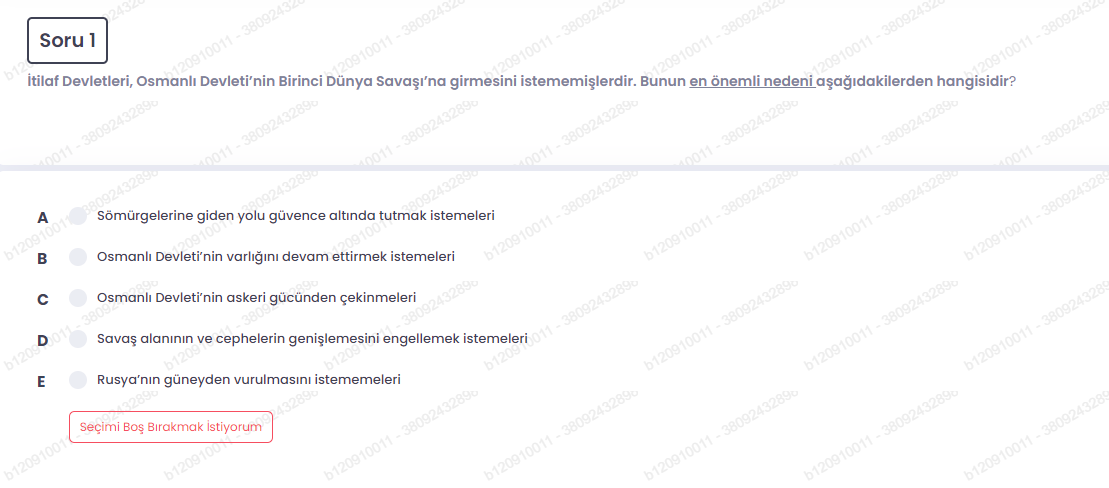 Soru 1
İtilaf Devletleri, Osmanlı Devleti’nin Birinci Dünya Savaşı’na girmesini istememişlerdir. Bunun en önemli nedeni aşağıdakilerden hangisidir?
A Sömürgelerine giden yolu güvence altında tutmak istemeleri
B Osmanlı Devleti’nin varlığını devam ettirmek istemeleri
C Osmanlı Devleti’nin askeri gücünden çekinmeleri
D Savaş alanının ve cephelerin genişlemesini engellemek istemeleri
E Rusya’nın güneyden vurulmasını istememeleri
Seçimi Boş Bırakmak İstiyorum
b120910011 - 38092432898